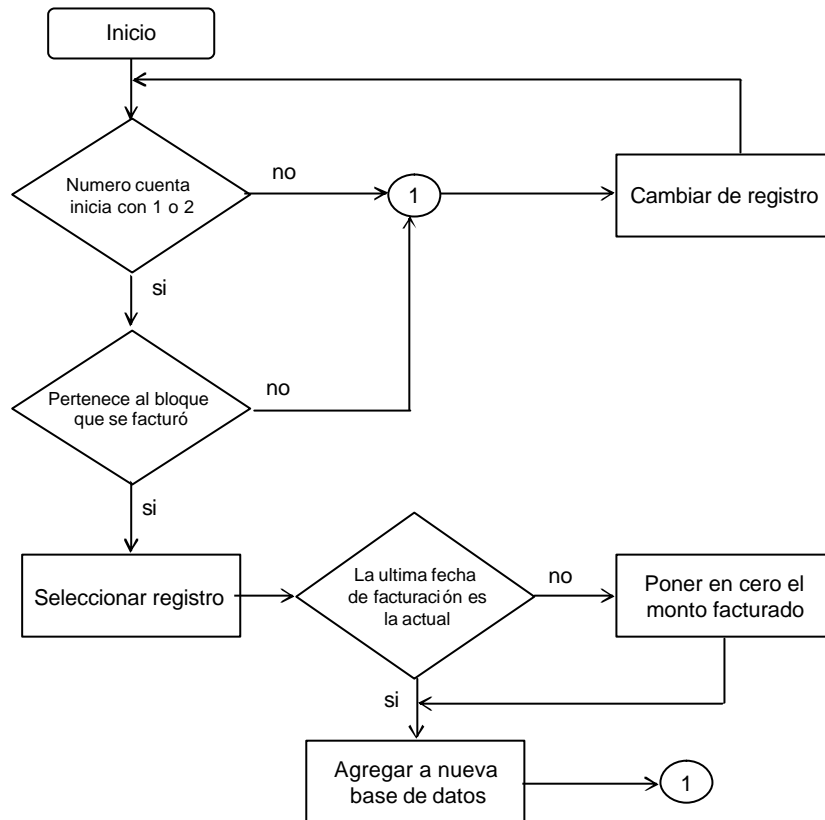 Inicio
Numero cuenta
inicia con 1 o 2
no
1
Cambiar de registro
si
Pertenece al bloque
que se facturó
no
si
Seleccionar registro
La ultima fecha
de facturación es
la actual
no
Poner en cero el
monto facturado
si
Agregar a nueva
base de datos
1